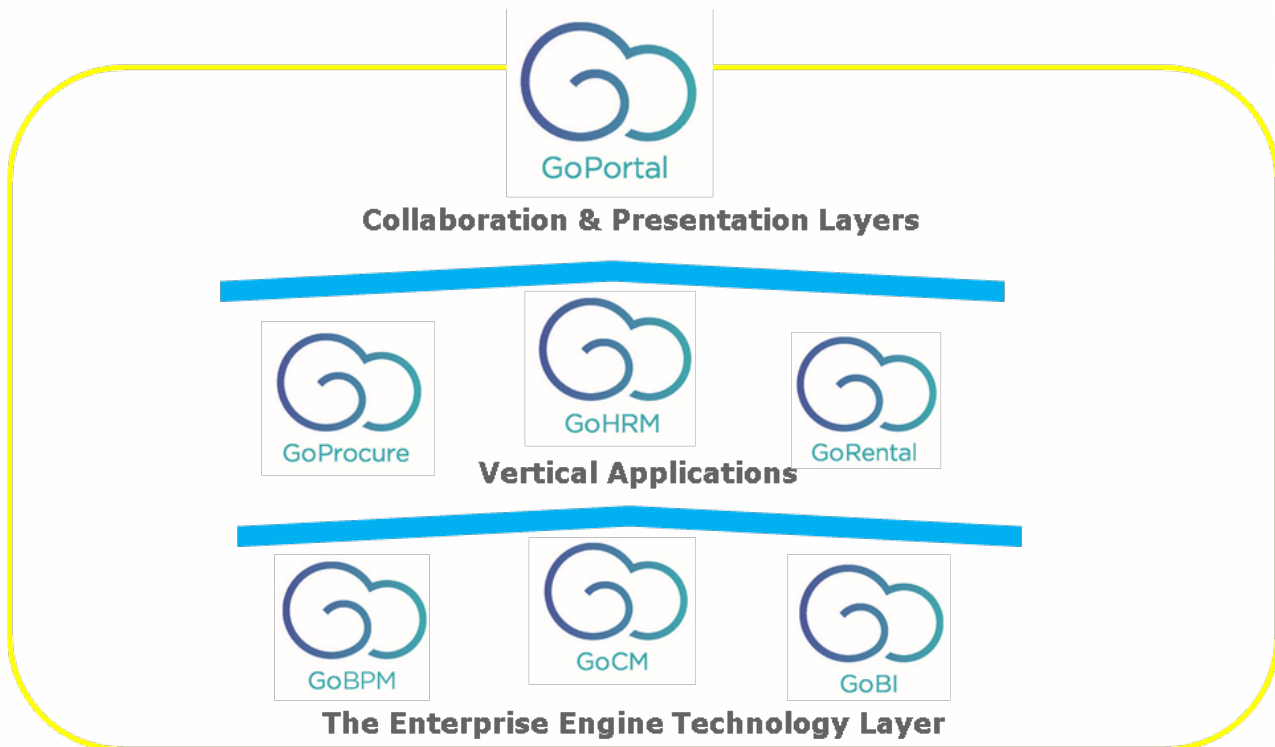 GoPortal
Collaboration & Presentation Layers
GoProcure
GoHRM
GoRental
Vertical Applications
GoBPM
GoCM
GoBI
The Enterprise Engine Technology Layer